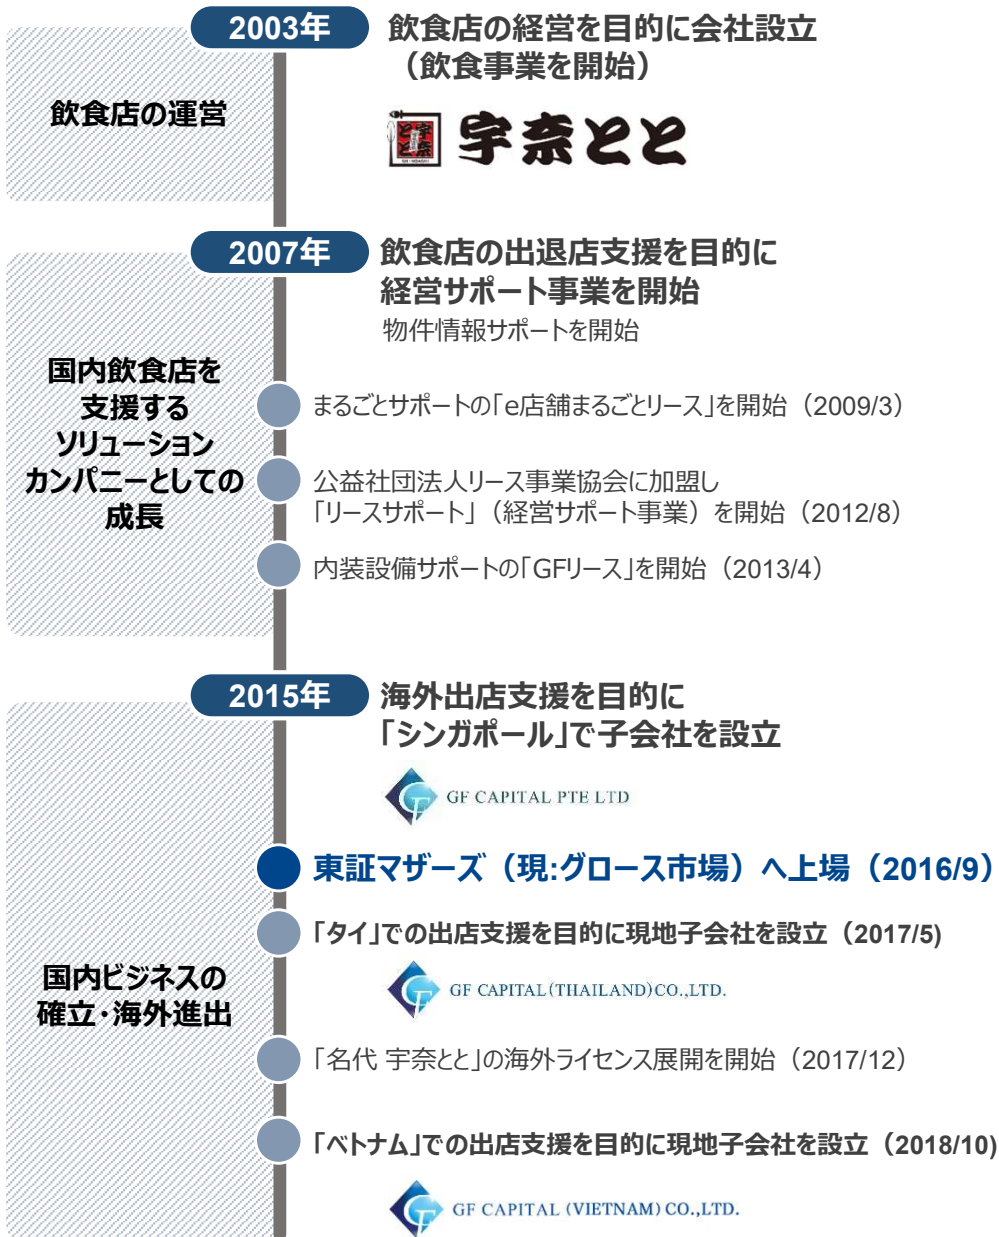 2003年
飲食店の経営を目的に会社設立
（飲食事業を開始）
飲食店の運営
宇奈とと
宇奈とと
2007年
飲食店の出退店支援を目的に
経営サポート事業を開始
物件情報サポートを開始
国内飲食店を
支援する
ソリューション
カンパニーとしての
成長
まるごとサポートの「e店舗まるごとリース」を開始（2009/3）
公益社団法人リース事業協会に加盟し
「リースサポート」（経営サポート事業）を開始（2012/8）
内装設備サポートの「GFリース」を開始（2013/4）
2015年
海外出店支援を目的に
「シンガポール」で子会社を設立
GF CAPITAL PTE LTD
東証マザーズ（現:グロース市場）へ上場（2016/9）
「タイ」での出店支援を目的に現地子会社を設立（2017/5)
GF CAPITAL(THAILAND)CO.,LTD.
国内ビジネスの
確立・海外進出
「名代 宇奈とと」の海外ライセンス展開を開始（2017/12）
「ベトナム」での出店支援を目的に現地子会社を設立（2018/10)
GF CAPITAL (VIETNAM) CO.,LTD.